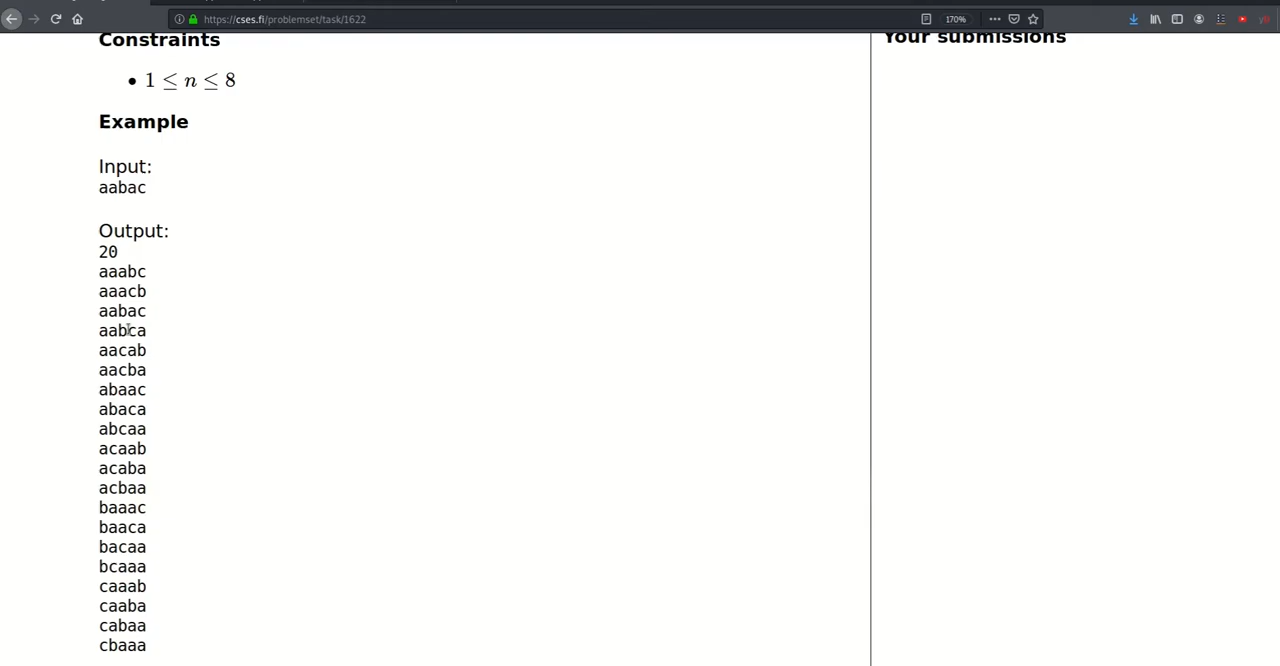 https://cses.fi/problemset/task/1622
170%
Constraints
Your submissions
• 1 ≤ n ≤ 8
Example
Input:
aabac
Output:
20
aaabc
aaacb
aabac
aabca
aacab
aacba
abaac
abaca
abcaa
acaab
acaba
acbaa
baaac
baaca
bacaa
bcaaa
caaab
caaba
cabaa
cbaaa